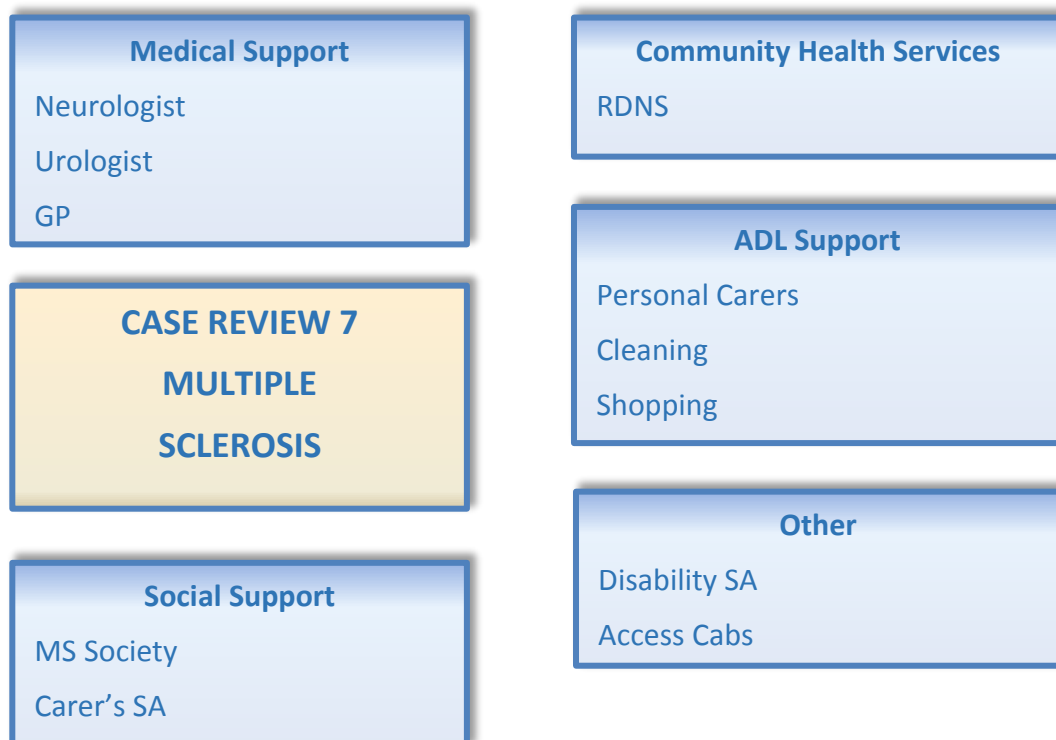 Medical Support
Neurologist
Urologist
GP
CASE REVIEW 7
MULTIPLE
SCLEROSIS
Social Support
MS Society
Carer’s SA
Community Health Services
RDNS
ADL Support
Personal Carers
Cleaning
Shopping
Other
Disability SA
Access Cabs